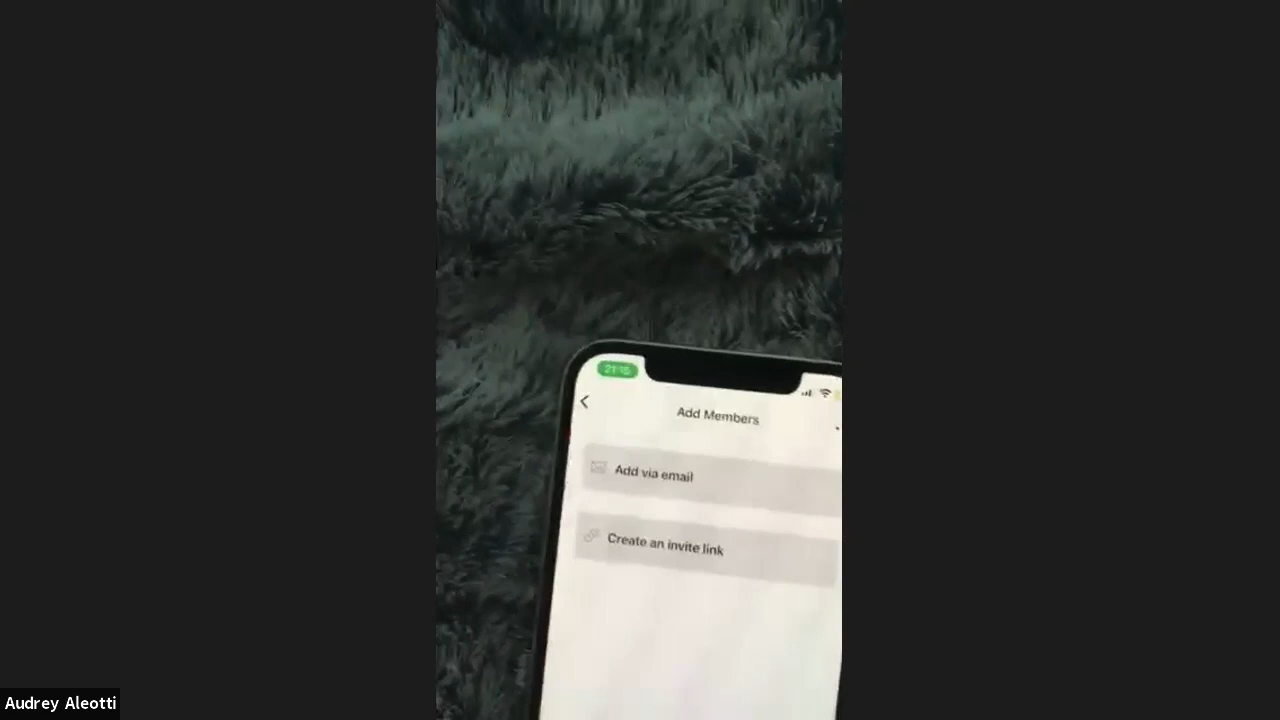 21:15
Add Members
Add via email
Create an invite link
Audrey Aleotti